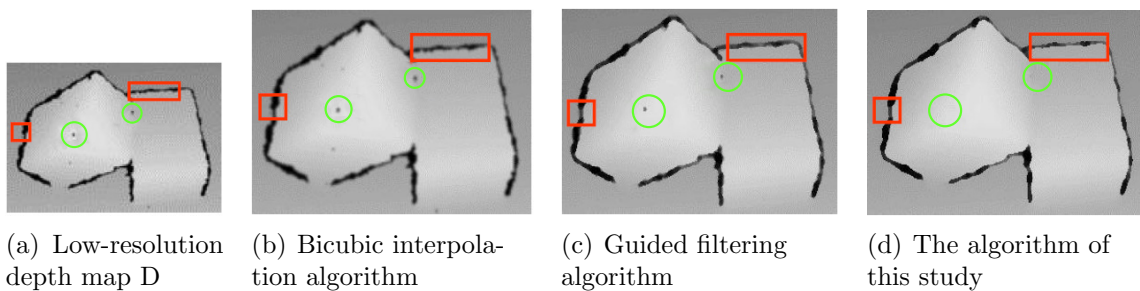 (a) Low-resolution
depth map D
(b) Bicubic interpola-
tion algorithm
(c) Guided filtering
algorithm
(d) The algorithm of
this study